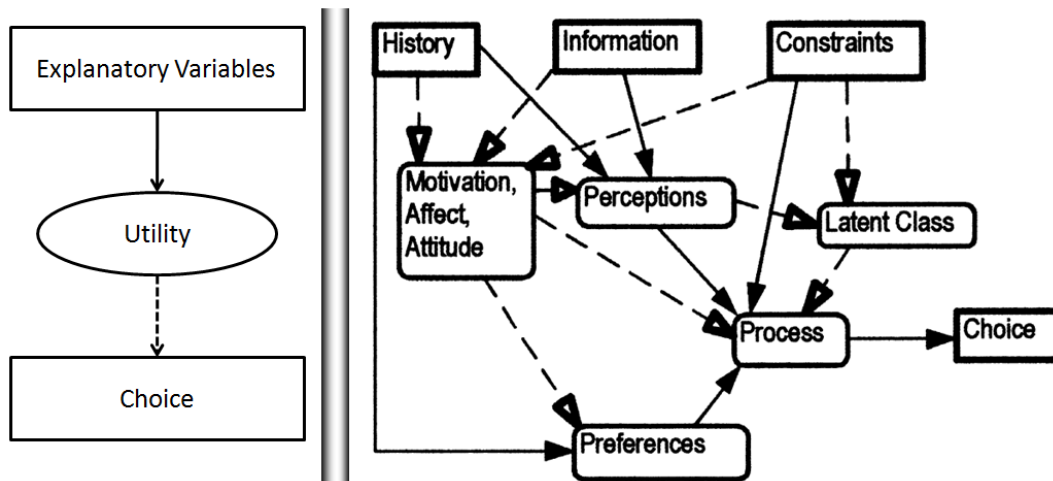 Explanatory Variables
Utility
Choice
History
Information
Constraints
Motivation,
Affect,
Attitude
Perceptions
Latent Class
Process
Choice
Preferences